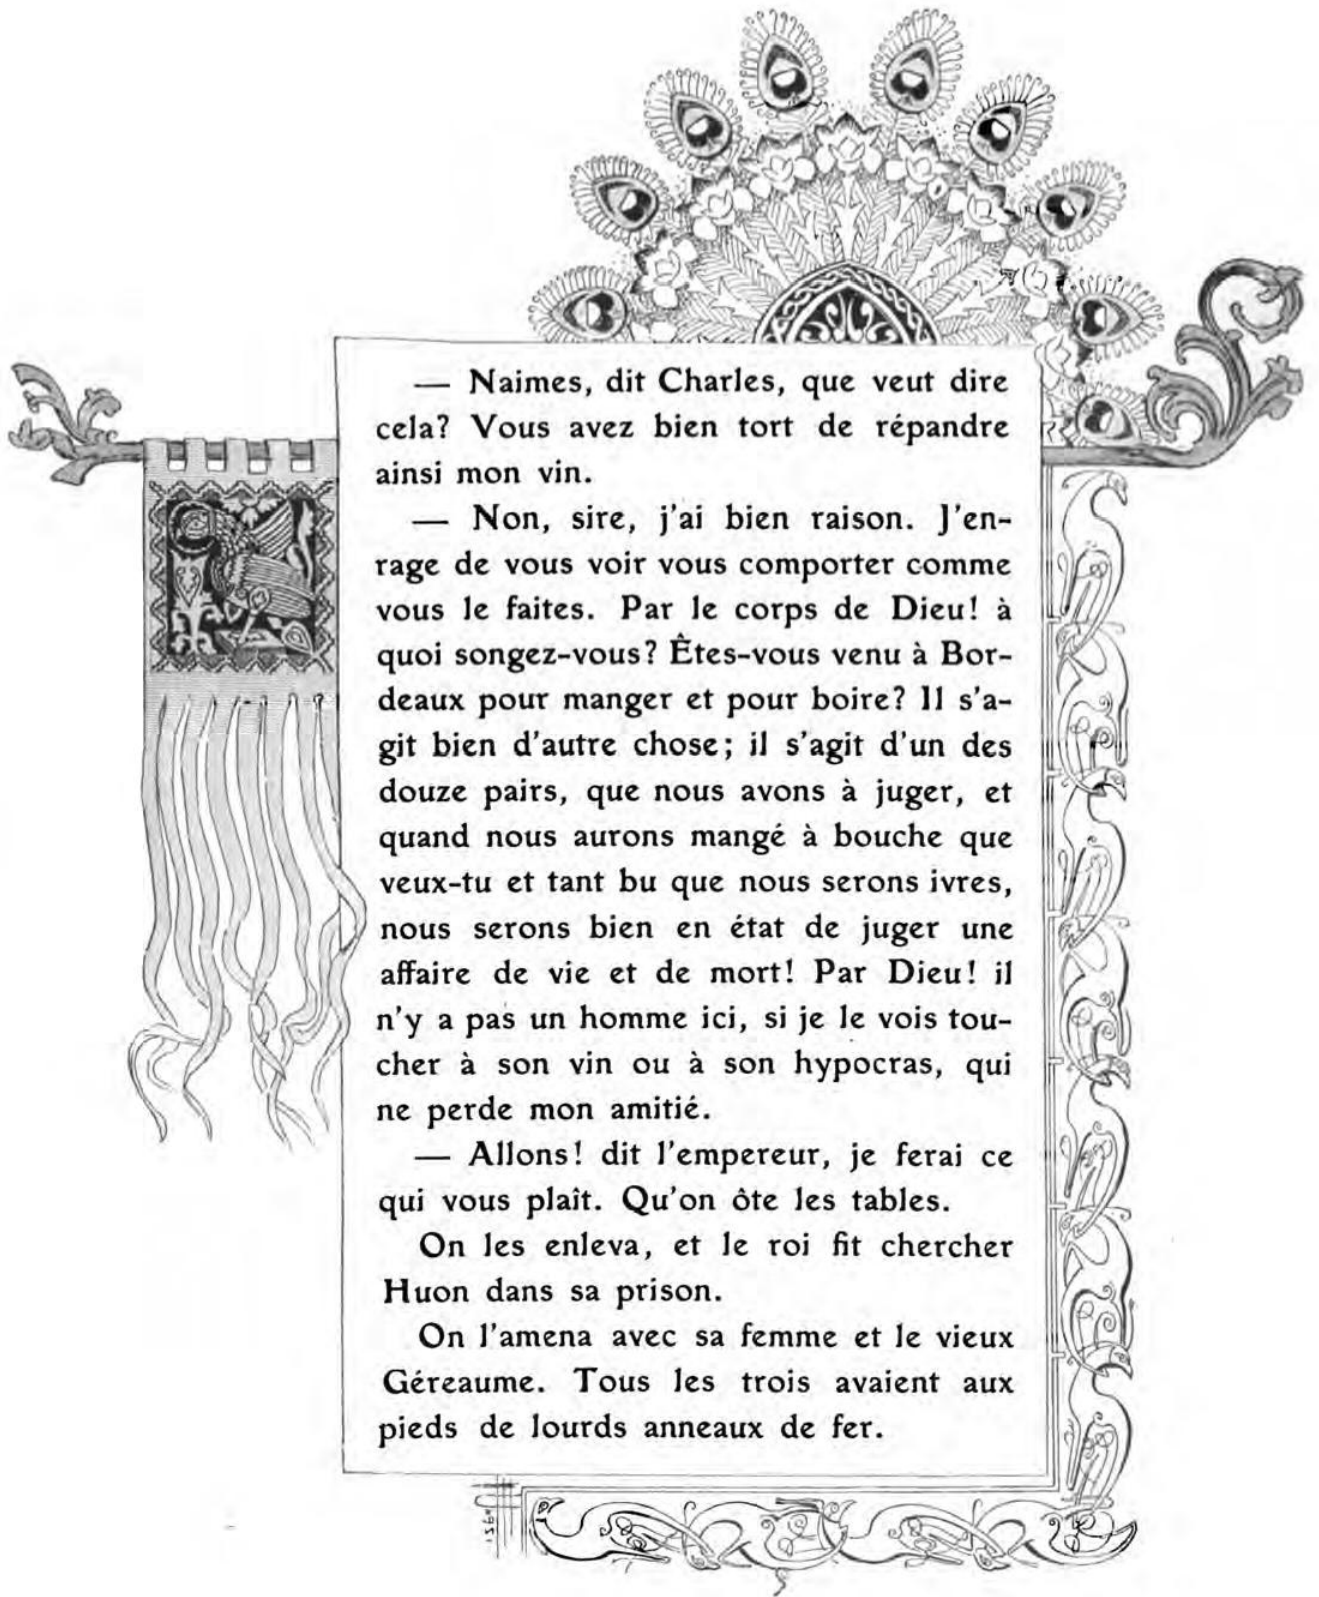 — Naimes, dit Charles, que veut dire
cela? Vous avez bien tort de répandre
ainsi mon vin.
— Non, sire, j'ai bien raison. J'en-
rage de vous voir vous comporter comme
vous le faites. Par le corps de Dieu! à
quoi songez-vous? Êtes-vous venu à Bor-
deaux pour manger et pour boire? Il s'a-
git bien d'autre chose; il s'agit d'un des
douze pairs, que nous avons à juger, et
quand nous aurons mangé à bouche que
veux-tu et tant bu que nous serons ivres,
nous serons bien en état de juger une
affaire de vie et de mort! Par Dieu! il
n'y a pas un homme ici, si je le vois tou-
cher à son vin ou à son hypocras, qui
ne perde mon amitié.
— Allons! dit l'empereur, je ferai ce
qui vous plaît. Qu'on ôte les tables.
On les enleva, et le roi fit chercher
Huon dans sa prison.
On l'amena avec sa femme et le vieux
Géreaume. Tous les trois avaient aux
pieds de lourds anneaux de fer.